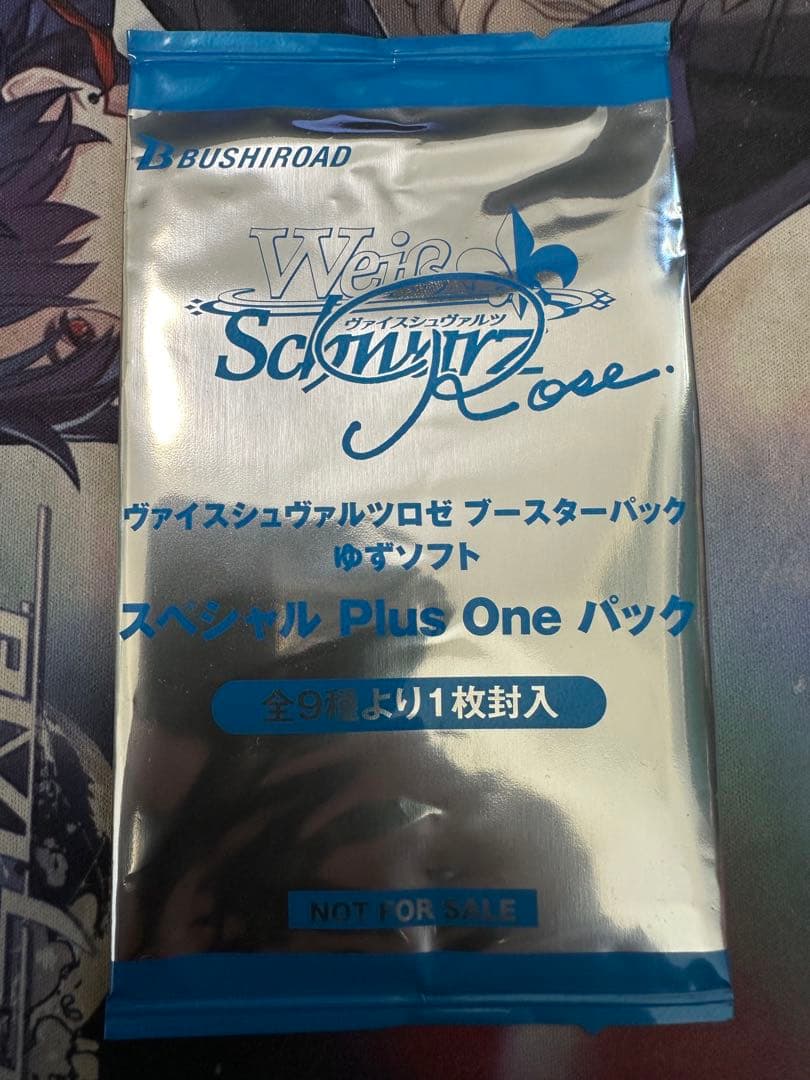 BUSHIROAD
Weiß
Schwarz
ヴァイスシュヴァルツ
Rose.
ヴァイスシュヴァルツロゼ ブースターパック
ゆずソフト
スペシャル Plus One パック
全9種より1枚封入
NOT FOR SALE